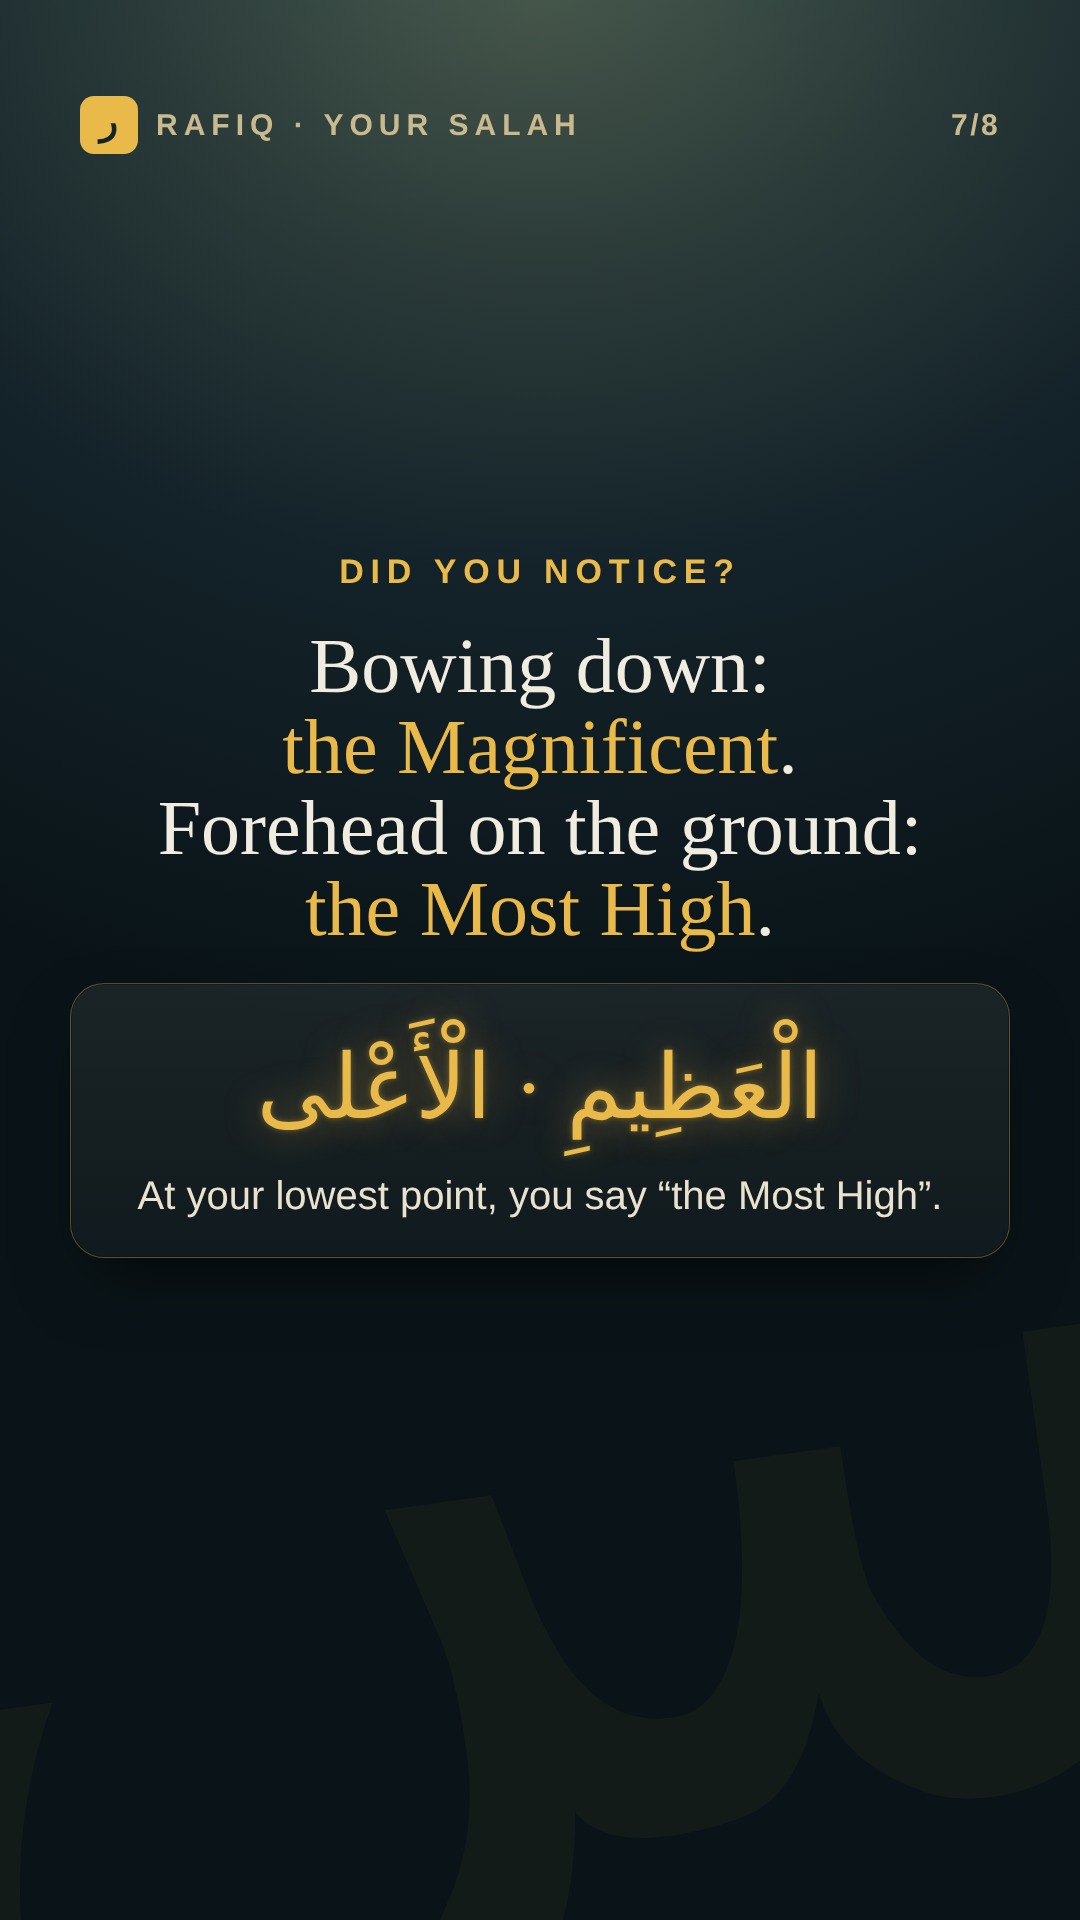 ر RAFIQ · YOUR SALAH 7/8
DID YOU NOTICE?
Bowing down:
the Magnificent.
Forehead on the ground:
the Most High.
الْعَظِيمِ · الْأَعْلى
At your lowest point, you say “the Most High”.